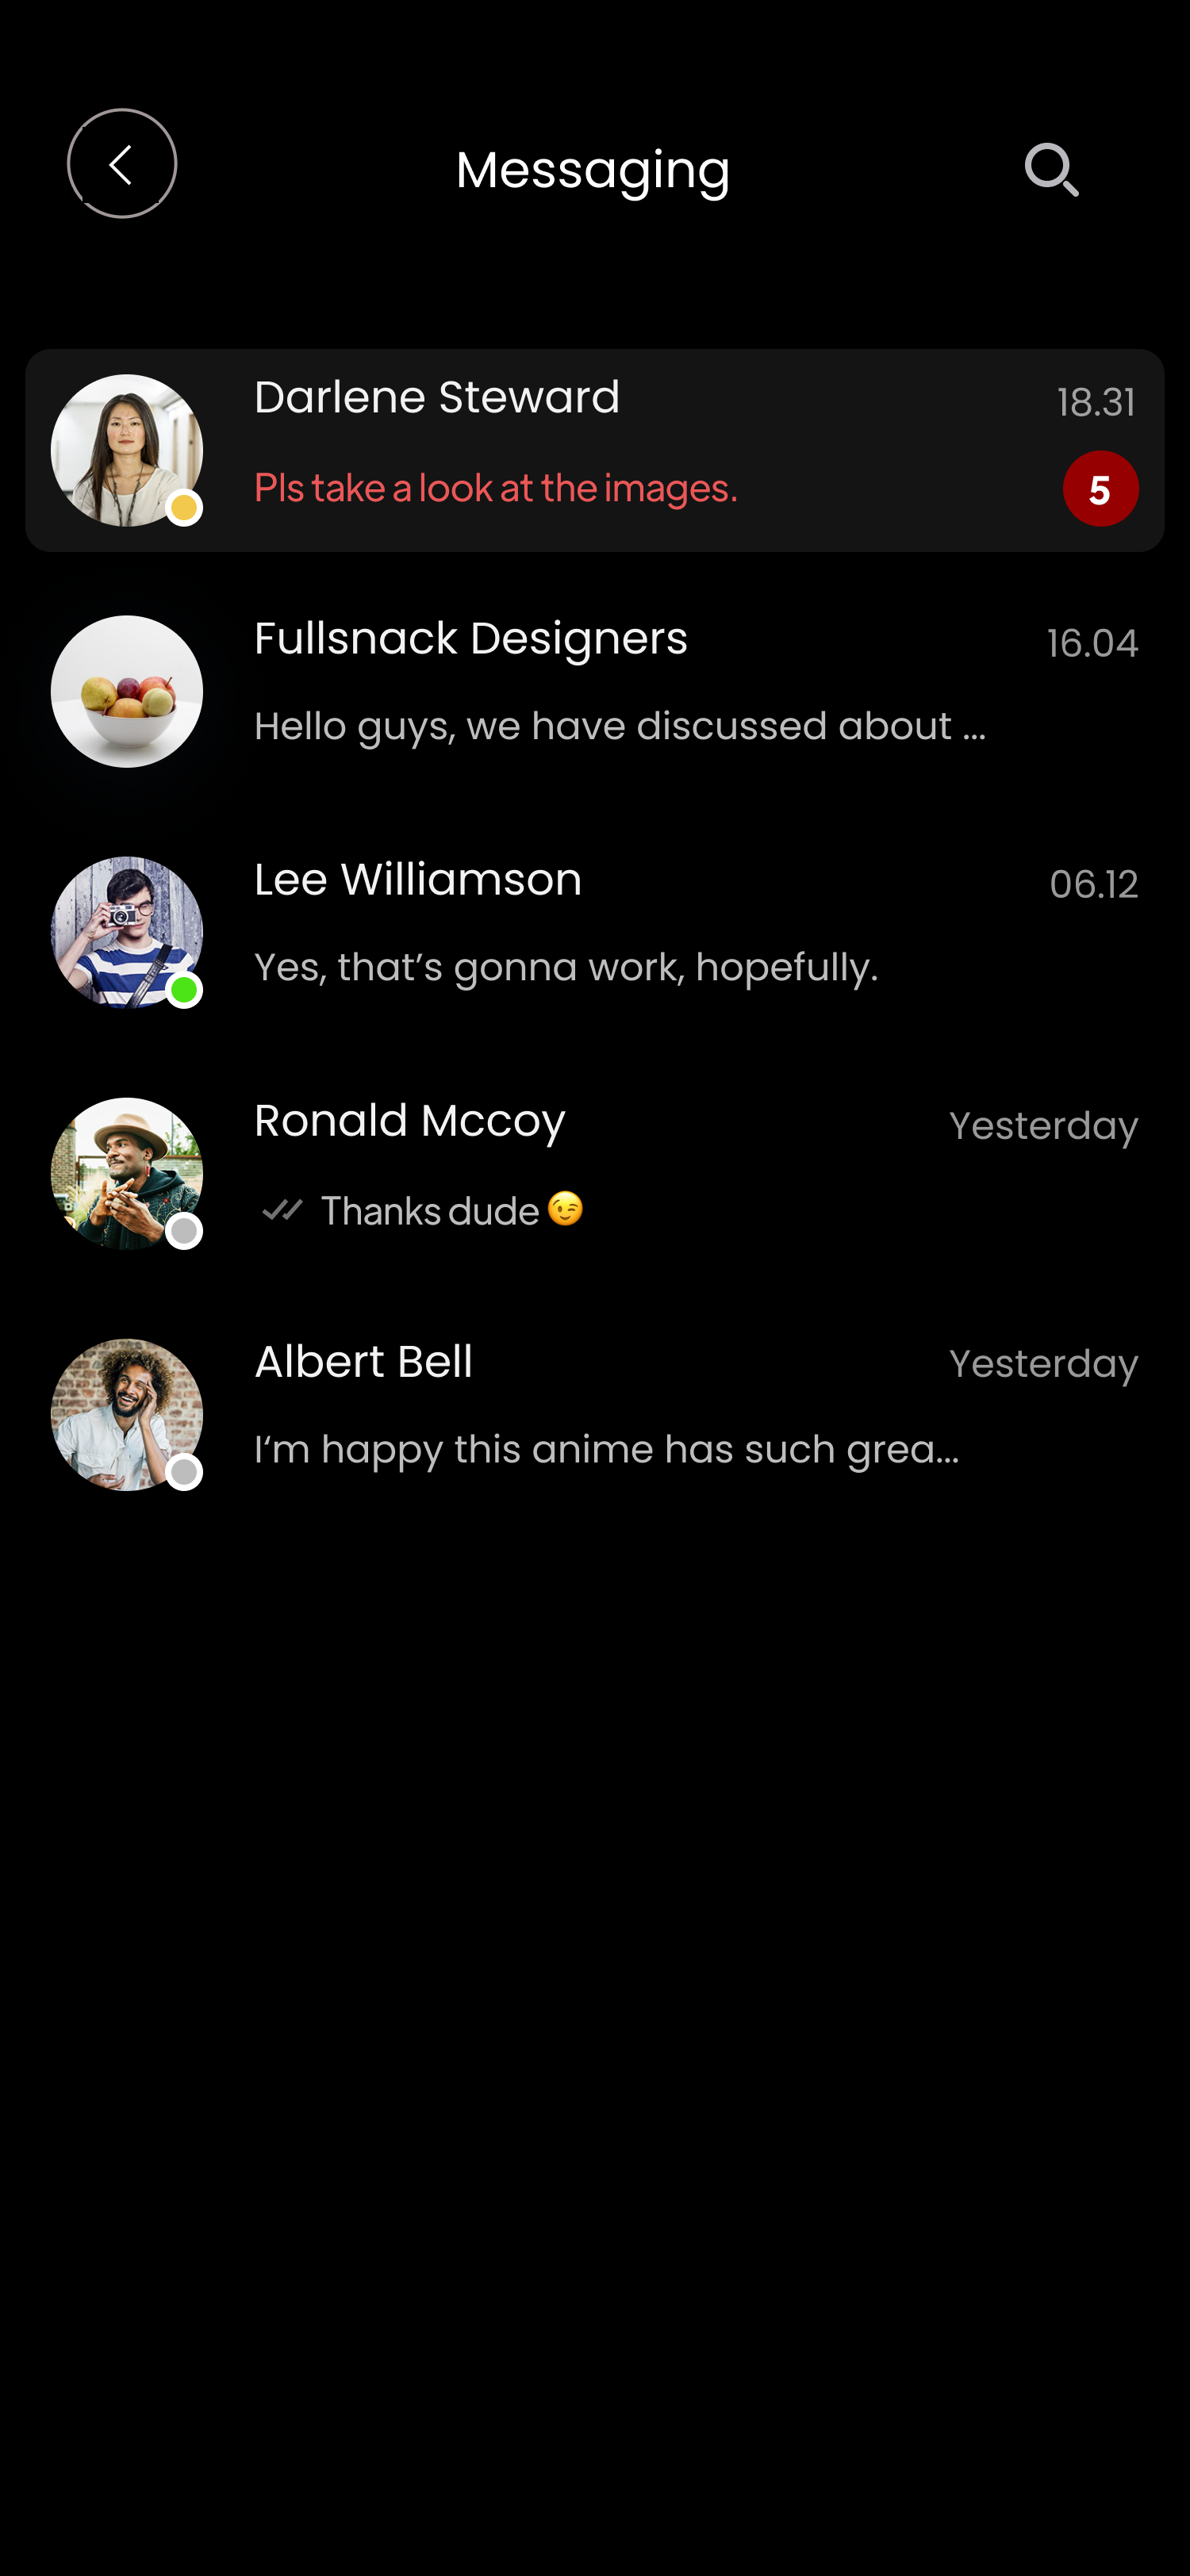 Messaging
Darlene Steward
18.31
Pls take a look at the images.
5
Fullsnack Designers
16.04
Hello guys, we have discussed about ...
Lee Williamson
06.12
Yes, that’s gonna work, hopefully.
Ronald Mccoy
Yesterday
Thanks dude 😉
Albert Bell
Yesterday
I‘m happy this anime has such grea...